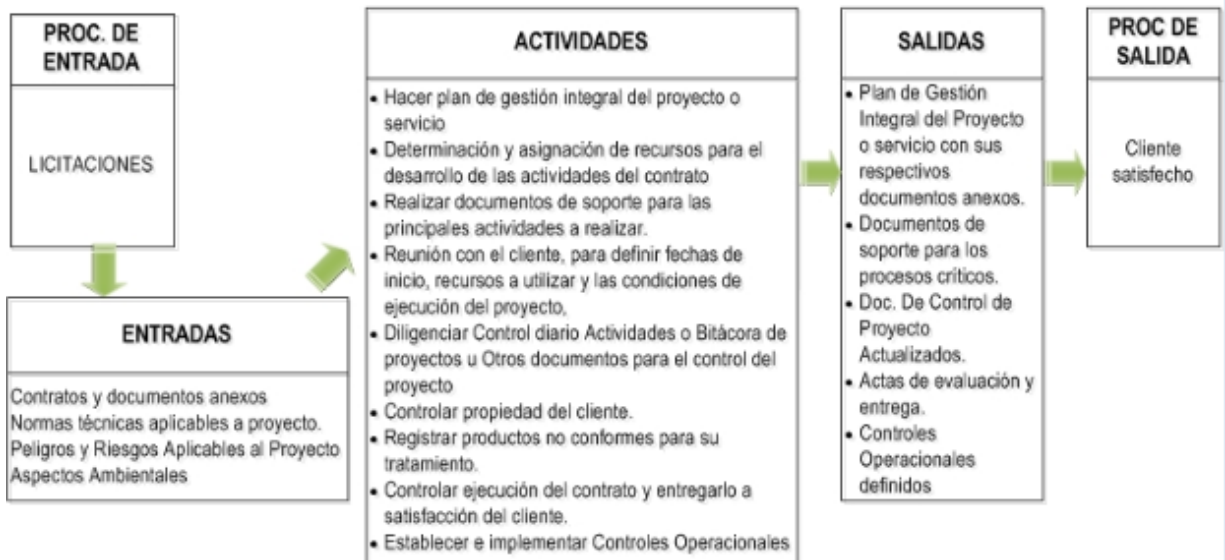 PROC. DE
ENTRADA
LICITACIONES
ENTRADAS
Contratos y documentos anexos
Normas técnicas aplicables a proyecto.
Peligros y Riesgos Aplicables al Proyecto
Aspectos Ambientales
ACTIVIDADES
• Hacer plan de gestión integral del proyecto o
servicio
• Determinación y asignación de recursos para el
desarrollo de las actividades del contrato
• Realizar documentos de soporte para las
principales actividades a realizar.
• Reunión con el cliente, para definir fechas de
inicio, recursos a utilizar y las condiciones de
ejecución del proyecto,
• Diligenciar Control diario Actividades o Bitácora de
proyectos u Otros documentos para el control del
proyecto
• Controlar propiedad del cliente.
• Registrar productos no conformes para su
tratamiento.
• Controlar ejecución del contrato y entregarlo a
satisfacción del cliente.
• Establecer e implementar Controles Operacionales
SALIDAS
• Plan de Gestión
Integral del Proyecto
o servicio con sus
respectivos
documentos anexos.
• Documentos de
soporte para los
procesos críticos.
• Doc. De Control de
Proyecto
Actualizados.
• Actas de evaluación y
entrega.
• Controles
Operacionales
definidos
PROC DE
SALIDA
Cliente
satisfecho